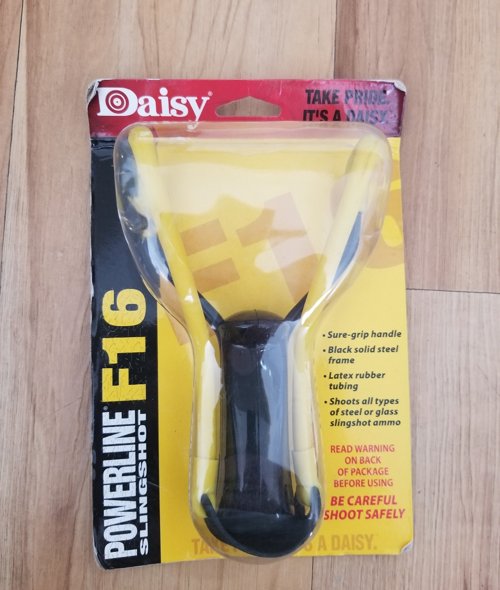 Daisy®
TAKE PRIDE.
IT'S A DAISY.
F16
POWERLINE® F16
SLINGSHOT
• Sure-grip handle
• Black solid steel
frame
• Latex rubber
tubing
• Shoots all types
of steel or glass
slingshot ammo
READ WARNING
ON BACK
OF PACKAGE
BEFORE USING
BE CAREFUL
SHOOT SAFELY
S A DAISY.